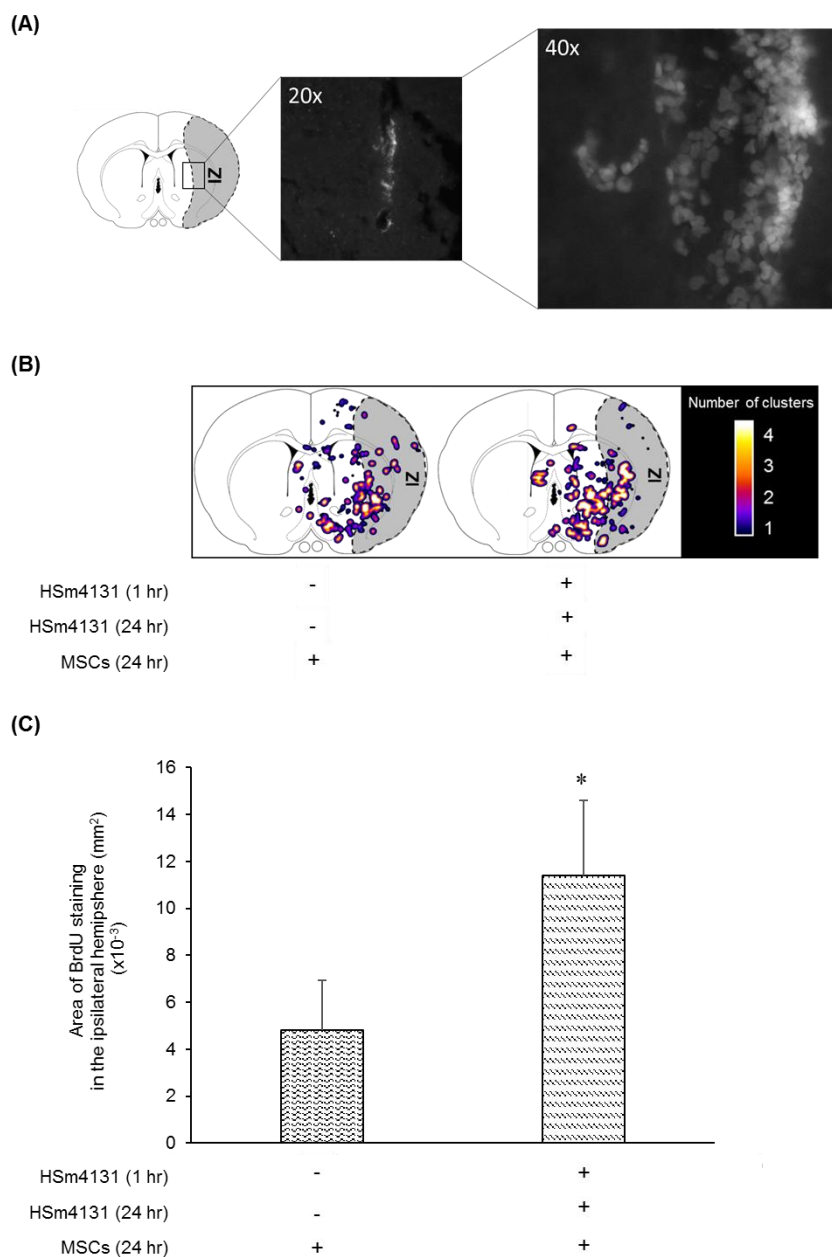 (A)
20x
40x
IZ
(B)
Number of clusters
4
3
2
1
IZ
IZ
HSm4131 (1 hr) - +
HSm4131 (24 hr) - +
MSCs (24 hr) + +
(C)
Area of BrdU staining
in the ipsilateral hemipshere (mm²)
(x10⁻³)
16
14
12
10
8
6
4
2
0
*
HSm4131 (1 hr) - +
HSm4131 (24 hr) - +
MSCs (24 hr) + +